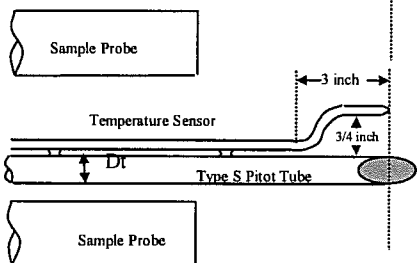 Sample Probe
3 inch
Temperature Sensor
3/4 inch
Dt
Type S Pitot Tube
Sample Probe